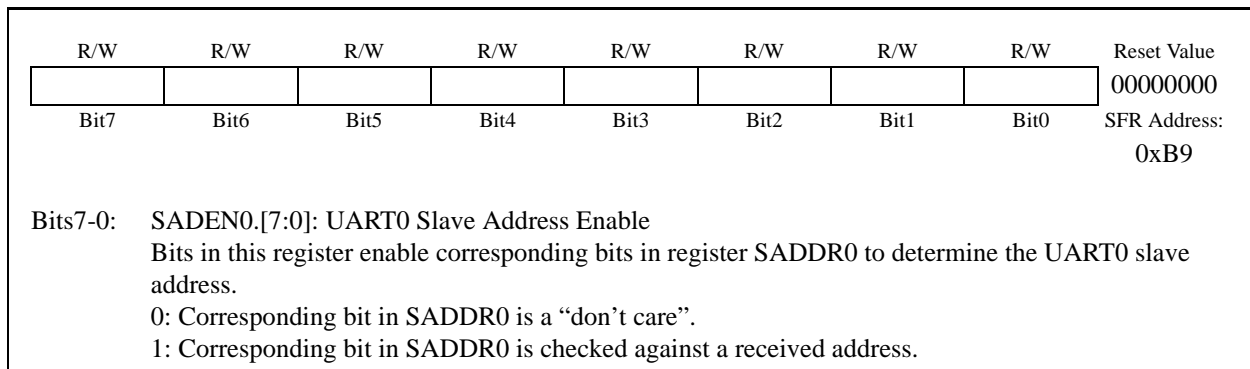 R/W R/W R/W R/W R/W R/W R/W R/W Reset Value
00000000
Bit7 Bit6 Bit5 Bit4 Bit3 Bit2 Bit1 Bit0 SFR Address:
0xB9
Bits7-0: SADEN0.[7:0]: UART0 Slave Address Enable
Bits in this register enable corresponding bits in register SADDR0 to determine the UART0 slave
address.
0: Corresponding bit in SADDR0 is a “don’t care”.
1: Corresponding bit in SADDR0 is checked against a received address.